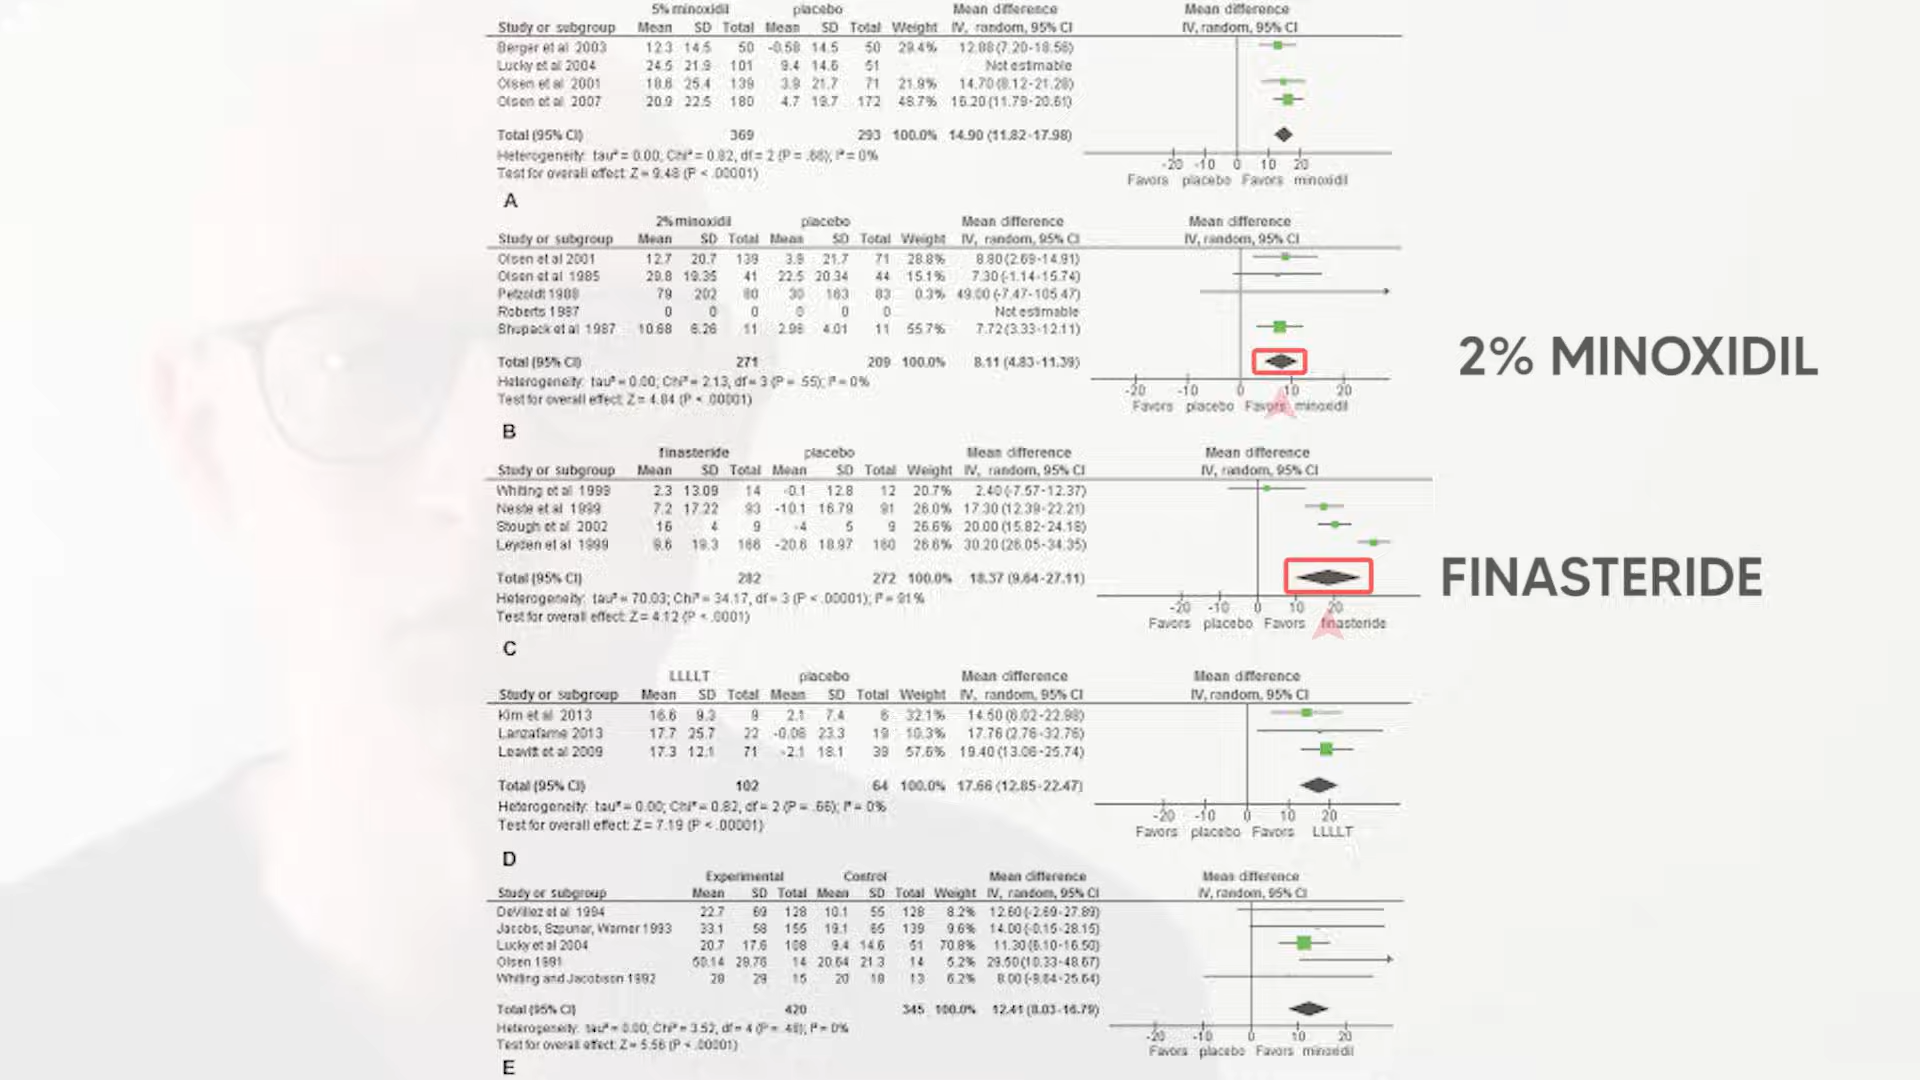 5% minoxidil placebo Mean difference Mean difference
Study or subgroup Mean SD Total Mean SD Total Weight IV, random, 95% CI IV, random, 95% CI
Berger et al 2003 12.3 14.5 50 -0.58 14.5 50 29.4% 12.88 (7.20-18.56)
Lucky et al 2004 24.5 21.9 101 9.4 14.6 51 Not estimable
Olsen et al 2001 18.6 25.4 139 3.9 21.7 71 21.9% 14.70 (8.12-21.28)
Olsen et al 2007 20.9 22.5 180 4.7 19.7 172 48.7% 16.20 (11.79-20.61)
Total (95% CI) 369 293 100.0% 14.90 (11.82-17.98)
Heterogeneity: tau² = 0.00; Chi² = 0.82, df = 2 (P = .66); I² = 0%
Test for overall effect: Z = 9.48 (P < .00001)
-20 -10 0 10 20
Favors placebo Favors minoxidil
A
2% minoxidil placebo Mean difference Mean difference
Study or subgroup Mean SD Total Mean SD Total Weight IV, random, 95% CI IV, random, 95% CI
Olsen et al 2001 12.7 20.7 139 3.9 21.7 71 28.8% 8.80 (2.69-14.91)
Olsen et al 1985 29.8 19.35 41 22.5 20.34 44 15.1% 7.30 (-1.14-15.74)
Petzoldt 1988 79 202 80 30 163 83 0.3% 49.00 (-7.47-105.47)
Roberts 1987 0 0 0 0 0 0 Not estimable
Shupack et al 1987 10.68 6.26 11 2.96 4.01 11 55.7% 7.72 (3.33-12.11)
Total (95% CI) 271 209 100.0% 8.11 (4.83-11.39)
Heterogeneity: tau² = 0.00; Chi² = 2.13, df = 3 (P = .55); I² = 0%
Test for overall effect: Z = 4.84 (P < .00001)
-20 -10 0 10 20
Favors placebo Favors minoxidil
2% MINOXIDIL
B
finasteride placebo Mean difference Mean difference
Study or subgroup Mean SD Total Mean SD Total Weight IV, random, 95% CI IV, random, 95% CI
Whiting et al 1999 2.3 13.09 14 -0.1 12.8 12 20.7% 2.40 (-7.57-12.37)
Neste et al 1999 7.2 17.22 93 -10.1 16.79 91 26.0% 17.30 (12.39-22.21)
Stough et al 2002 16 4 9 -4 5 9 26.6% 20.00 (15.82-24.18)
Leyden et al 1999 9.6 19.3 166 -20.6 18.97 160 26.6% 30.20 (26.05-34.35)
Total (95% CI) 282 272 100.0% 18.37 (9.64-27.11)
Heterogeneity: tau² = 70.03; Chi² = 34.17, df = 3 (P < .00001); I² = 91%
Test for overall effect: Z = 4.12 (P < .0001)
-20 -10 0 10 20
Favors placebo Favors finasteride
FINASTERIDE
C
LLLLT placebo Mean difference Mean difference
Study or subgroup Mean SD Total Mean SD Total Weight IV, random, 95% CI IV, random, 95% CI
Kim et al 2013 16.6 9.3 9 2.1 7.4 6 32.1% 14.50 (6.02-22.98)
Lanzafame 2013 17.7 25.7 22 -0.06 23.3 19 10.3% 17.76 (2.76-32.76)
Leavitt et al 2009 17.3 12.1 71 -2.1 18.1 39 57.6% 19.40 (13.06-25.74)
Total (95% CI) 102 64 100.0% 17.66 (12.85-22.47)
Heterogeneity: tau² = 0.00; Chi² = 0.82, df = 2 (P = .66); I² = 0%
Test for overall effect: Z = 7.19 (P < .00001)
-20 -10 0 10 20
Favors placebo Favors LLLLT
D
Experimental Control Mean difference Mean difference
Study or subgroup Mean SD Total Mean SD Total Weight IV, random, 95% CI IV, random, 95% CI
DeVillez et al 1994 22.7 69 128 10.1 55 128 8.2% 12.60 (-2.69-27.89)
Jacobs, Szpunar, Warner 1993 33.1 58 155 19.1 65 139 9.6% 14.00 (-0.15-28.15)
Lucky et al 2004 20.7 17.6 108 9.4 14.6 51 70.8% 11.30 (6.10-16.50)
Olsen 1991 50.14 29.76 14 20.64 21.3 14 5.2% 29.50 (10.33-48.67)
Whiting and Jacobson 1992 28 29 15 20 18 13 6.2% 8.00 (-9.64-25.64)
Total (95% CI) 420 345 100.0% 12.41 (8.03-16.79)
Heterogeneity: tau² = 0.00; Chi² = 3.52, df = 4 (P = .48); I² = 0%
Test for overall effect: Z = 5.56 (P < .00001)
-20 -10 0 10 20
Favors placebo Favors minoxidil
E